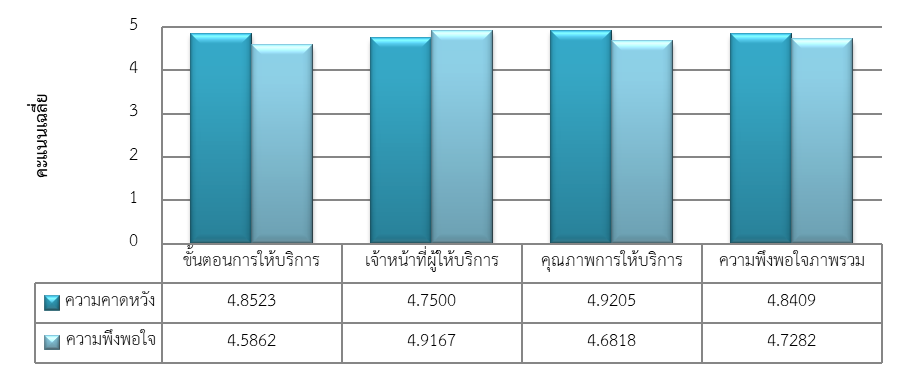 คะแนนเฉลี่ย
5
4
3
2
1
0
ขั้นตอนการให้บริการ เจ้าหน้าที่ผู้ให้บริการ คุณภาพการให้บริการ ความพึงพอใจภาพรวม
ความคาดหวัง 4.8523 4.7500 4.9205 4.8409
ความพึงพอใจ 4.5862 4.9167 4.6818 4.7282